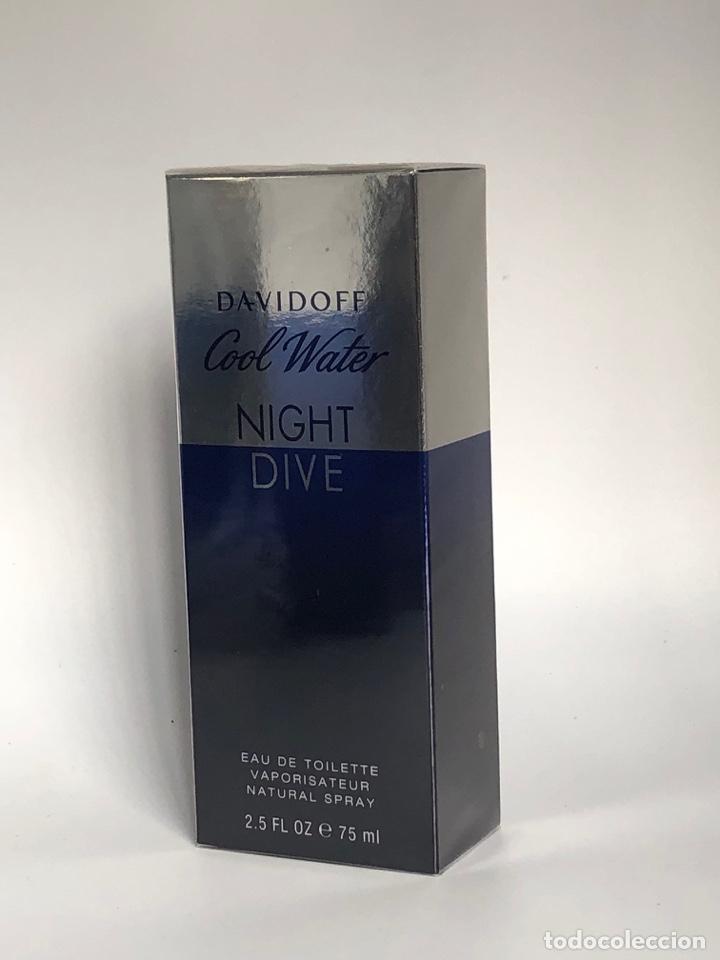 DAVIDOFF
Cool Water
NIGHT
DIVE
EAU DE TOILETTE
VAPORISATEUR
NATURAL SPRAY
2.5 FL OZ ℮ 75 ml
todocoleccion